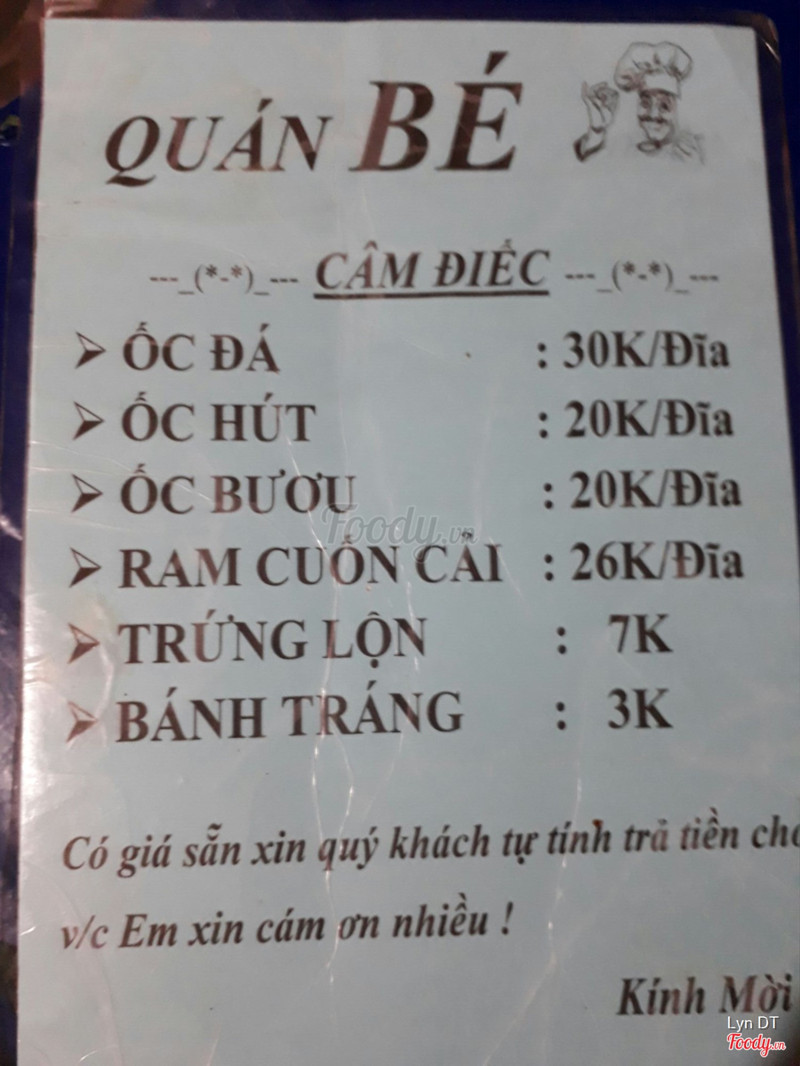 QUÁN BÉ
---_(*-*)_--- CÂM ĐIẾC ---_(*-*)_---
ỐC ĐÁ : 30K/Đĩa
ỐC HÚT : 20K/Đĩa
ỐC BƯƠU : 20K/Đĩa
Foody.vn
RAM CUỐN CẢI : 26K/Đĩa
TRỨNG LỘN : 7K
BÁNH TRÁNG : 3K
Có giá sẵn xin quý khách tự tính trả tiền cho
v/c Em xin cám ơn nhiều !
Kính Mời
Lyn DT
Foody.vn